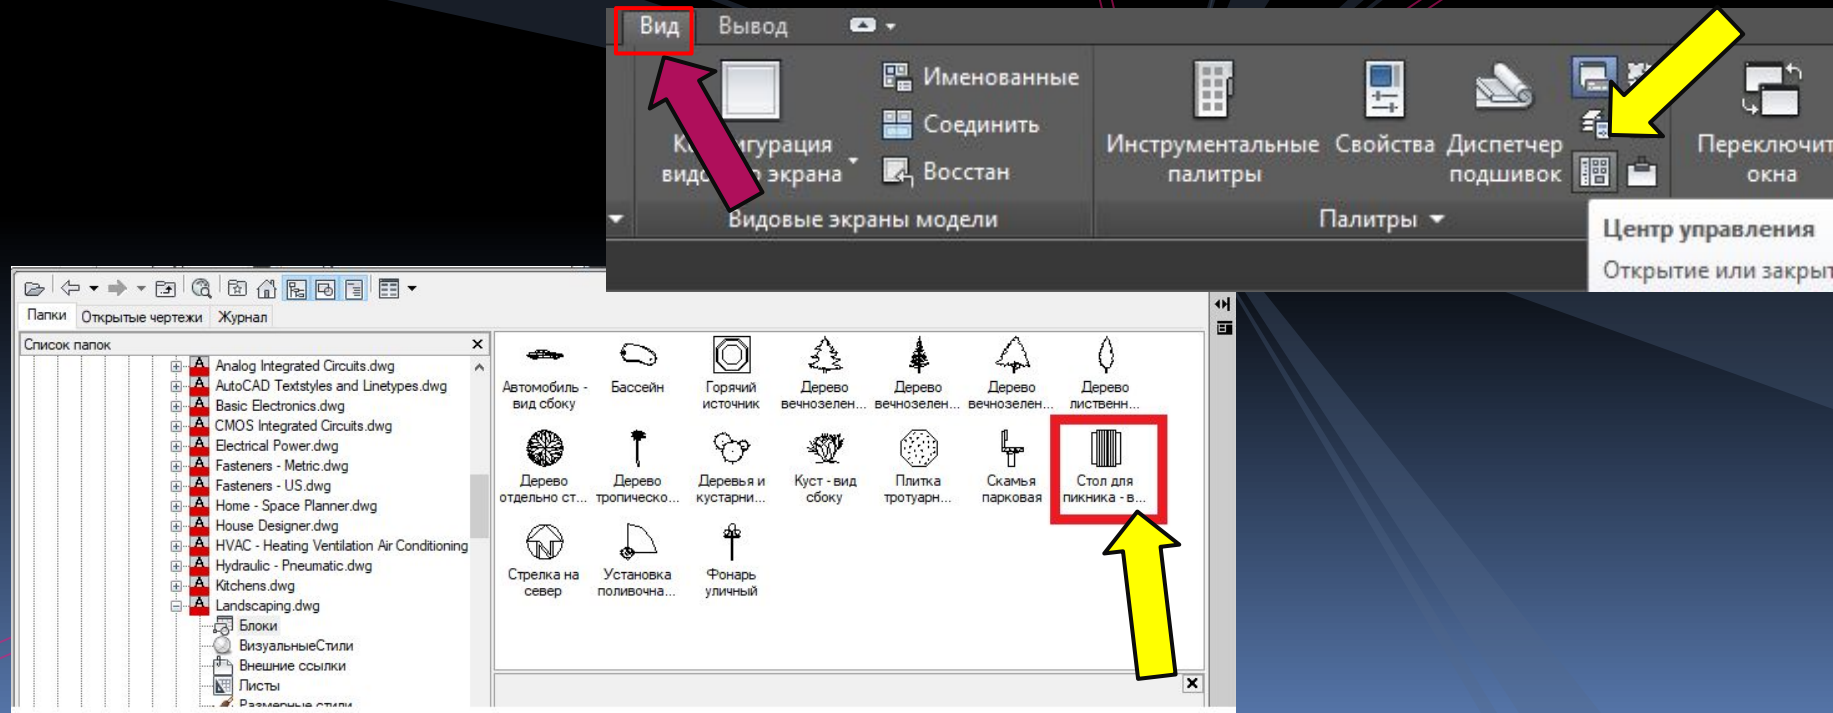 Вид Вывод
Именованные
Соединить
Восстан
видо экрана
Видовые экраны модели
Инструментальные
палитры
Свойства
Диспетчер
подшивок
Переключит
окна
Палитры
Центр управления
Открытие или закрыт
Папки Открытые чертежи Журнал
Список папок
Analog Integrated Circuits.dwg
AutoCAD Textstyles and Linetypes.dwg
Basic Electronics.dwg
CMOS Integrated Circuits.dwg
Electrical Power.dwg
Fasteners - Metric.dwg
Fasteners - US.dwg
Home - Space Planner.dwg
House Designer.dwg
HVAC - Heating Ventilation Air Conditioning
Hydraulic - Pneumatic.dwg
Kitchens.dwg
Landscaping.dwg
Блоки
ВизуальныеСтили
Внешние ссылки
Листы
Размерные стили
Автомобиль -
вид сбоку
Бассейн
Горячий
источник
Дерево
вечнозелен...
Дерево
вечнозелен...
Дерево
вечнозелен...
Дерево
лиственн...
Дерево
отдельно ст...
Дерево
тропическо...
Деревья и
кустарни...
Куст - вид
сбоку
Плитка
тротуарн...
Скамья
парковая
Стол для
пикника - в...
Стрелка на
север
Установка
поливочна...
Фонарь
уличный